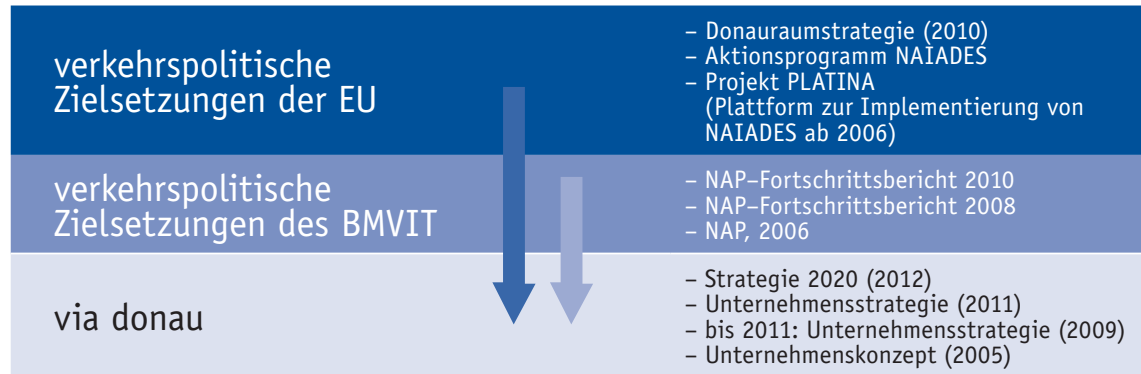 verkehrspolitische
Zielsetzungen der EU
– Donauraumstrategie (2010)
– Aktionsprogramm NAIADES
– Projekt PLATINA
(Plattform zur Implementierung von
NAIADES ab 2006)
verkehrspolitische
Zielsetzungen des BMVIT
– NAP–Fortschrittsbericht 2010
– NAP–Fortschrittsbericht 2008
– NAP, 2006
via donau
– Strategie 2020 (2012)
– Unternehmensstrategie (2011)
– bis 2011: Unternehmensstrategie (2009)
– Unternehmenskonzept (2005)